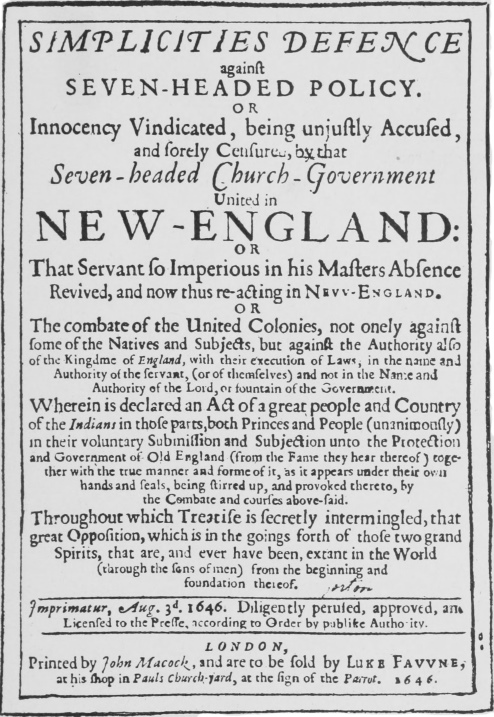 SIMPLICITIES DEFENCE
againſt
SEVEN-HEADED POLICY.
OR
Innocency Vindicated, being unjuſtly Accuſed,
and ſorely Cenſured, by that
Seven-headed Church-Government
United in
NEW-ENGLAND:
OR
That Servant ſo Imperious in his Maſters Abſence
Revived, and now thus re-acting in NEVV-ENGLAND.
OR
The combate of the United Colonies, not onely againſt
ſome of the Natives and Subjects, but againſt the Authority alſo
of the Kingdme of England, with their execution of Laws, in the name and
Authority of the ſervant, (or of themſelves) and not in the Name and
Authority of the Lord, or fountain of the Government.
Wherein is declared an Act of a great people and Country
of the Indians in thoſe parts, both Princes and People (unanimouſly)
in their voluntary Submiſſion and Subjection unto the Protection
and Government of Old England (from the Fame they hear thereof) toge-
ther with the true manner and forme of it, as it appears under their own
hands and ſeals, being ſtirred up, and provoked thereto, by
the Combate and courſes above-ſaid.
Throughout which Treatiſe is ſecretly intermingled, that
great Oppoſition, which is in the goings forth of thoſe two grand
Spirits, that are, and ever have been, extant in the World
(through the ſons of men) from the beginning and
foundation thereof.
Imprimatur, Aug. 3d. 1646. Diligently peruſed, approved, and
Licenſed to the Preſſe, according to Order by publike Authority.
LONDON,
Printed by John Macock, and are to be ſold by LUKE FAVVNE,
at his ſhop in Pauls Church-yard, at the ſign of the Parrot. 1646.